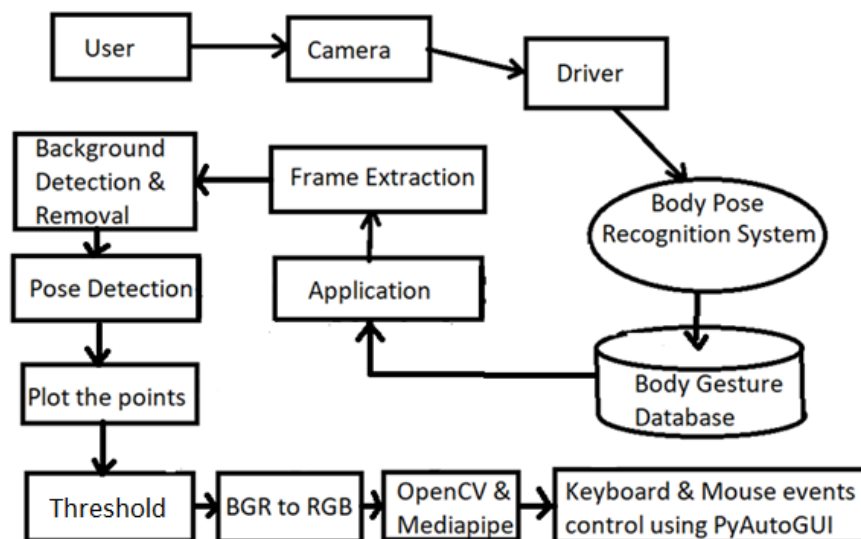 User
Camera
Driver
Body Pose
Recognition System
Body Gesture
Database
Application
Frame Extraction
Background
Detection &
Removal
Pose Detection
Plot the points
Threshold
BGR to RGB
OpenCV &
Mediapipe
Keyboard & Mouse events
control using PyAutoGUI